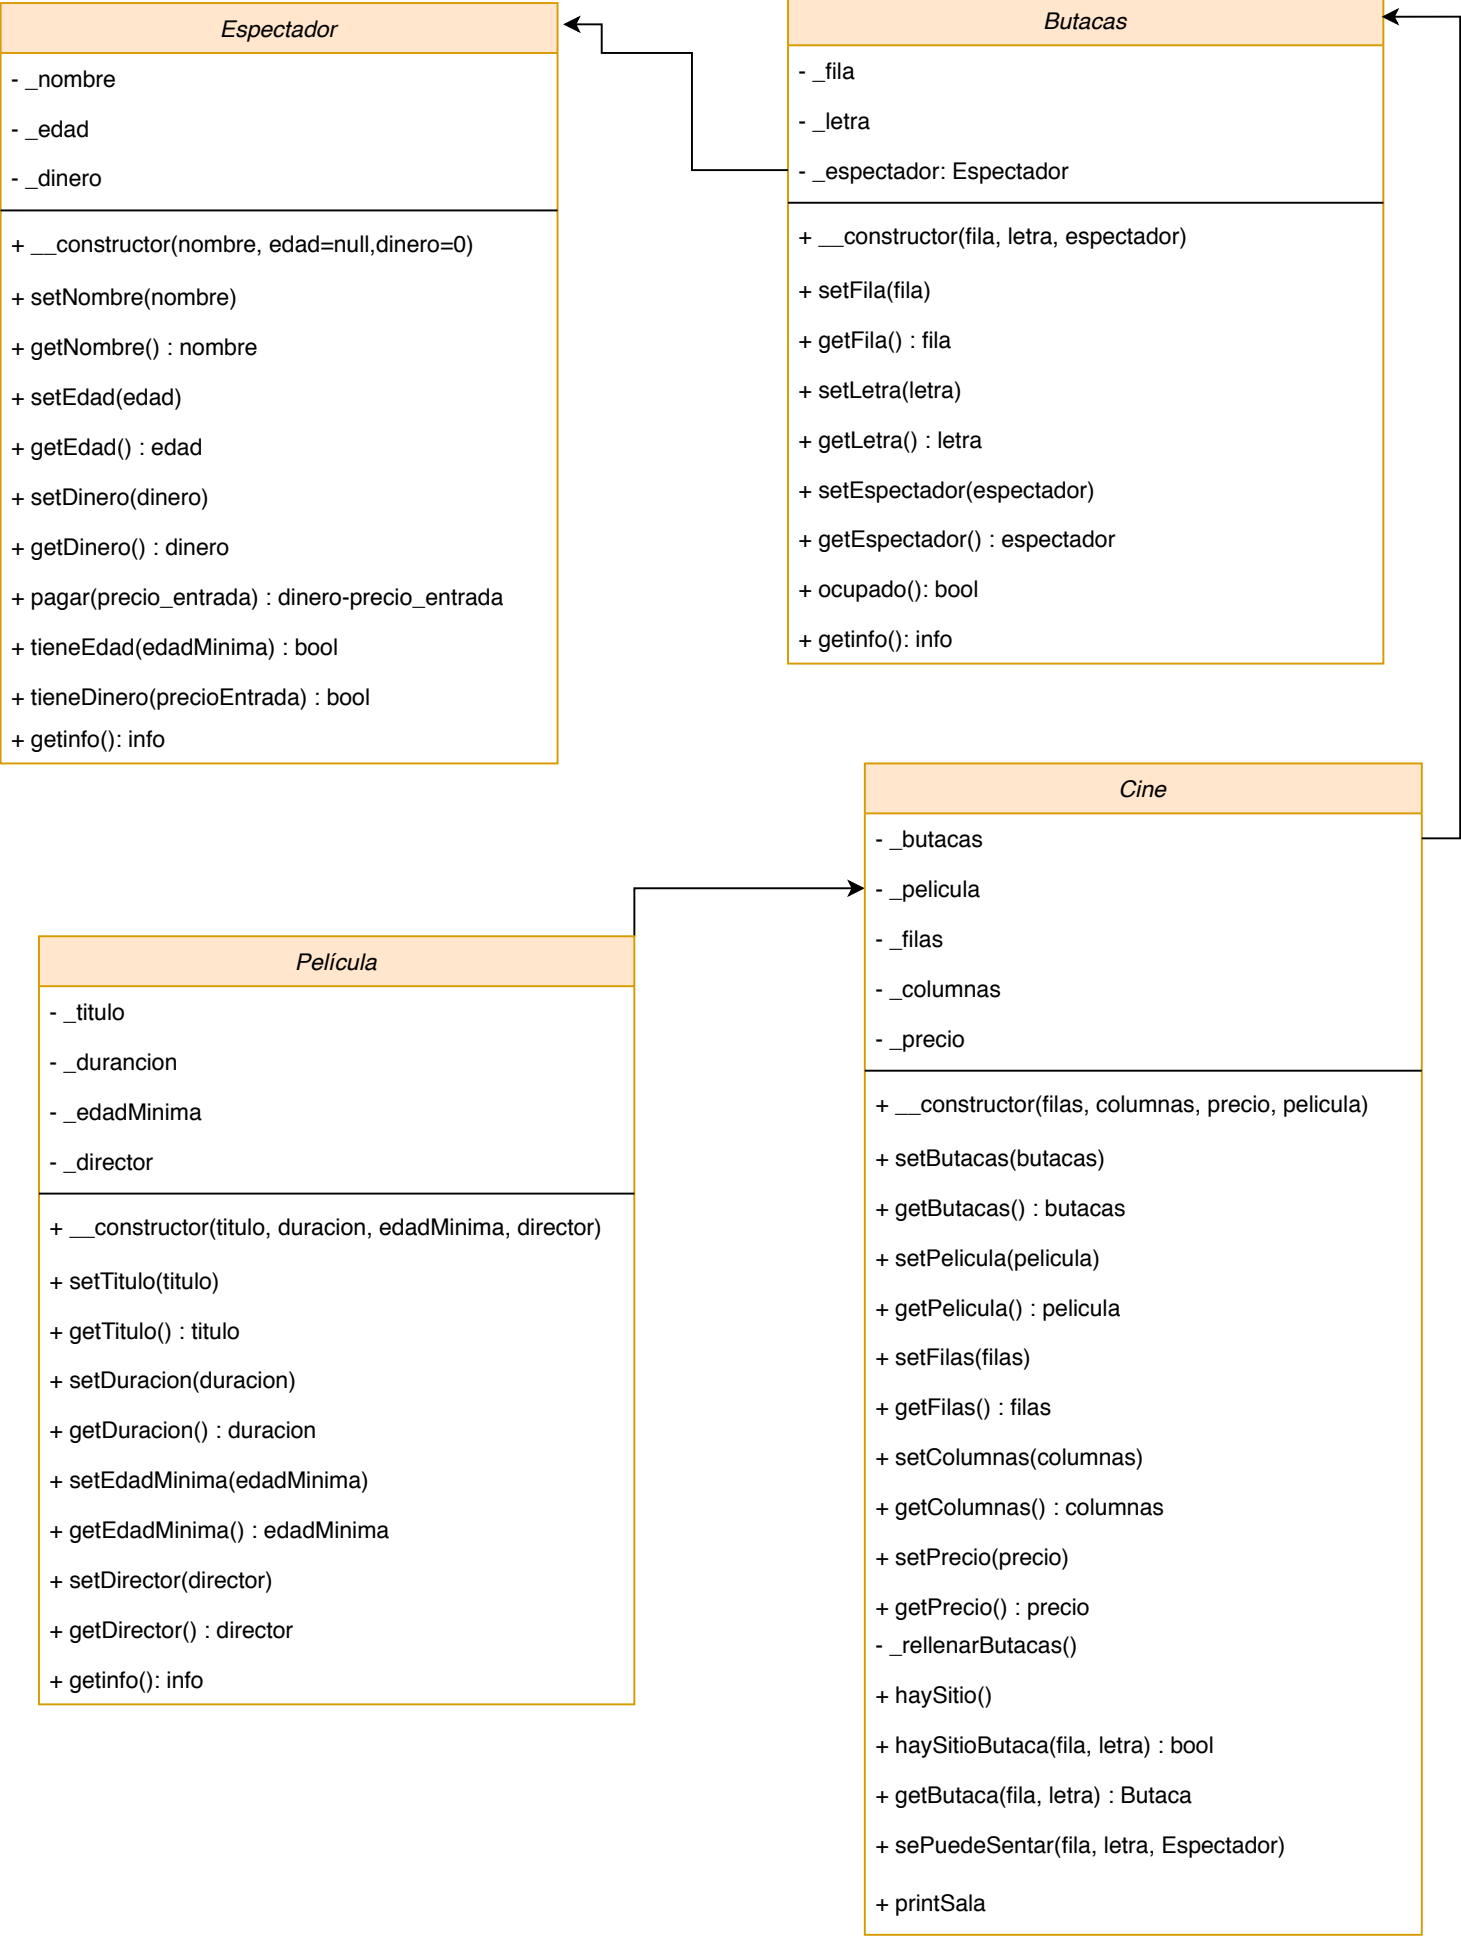 Espectador
- _nombre
- _edad
- _dinero
+ __constructor(nombre, edad=null,dinero=0)
+ setNombre(nombre)
+ getNombre() : nombre
+ setEdad(edad)
+ getEdad() : edad
+ setDinero(dinero)
+ getDinero() : dinero
+ pagar(precio_entrada) : dinero-precio_entrada
+ tieneEdad(edadMinima) : bool
+ tieneDinero(precioEntrada) : bool
+ getinfo(): info
Butacas
- _fila
- _letra
- _espectador: Espectador
+ __constructor(fila, letra, espectador)
+ setFila(fila)
+ getFila() : fila
+ setLetra(letra)
+ getLetra() : letra
+ setEspectador(espectador)
+ getEspectador() : espectador
+ ocupado(): bool
+ getinfo(): info
Película
- _titulo
- _durancion
- _edadMinima
- _director
+ __constructor(titulo, duracion, edadMinima, director)
+ setTitulo(titulo)
+ getTitulo() : titulo
+ setDuracion(duracion)
+ getDuracion() : duracion
+ setEdadMinima(edadMinima)
+ getEdadMinima() : edadMinima
+ setDirector(director)
+ getDirector() : director
+ getinfo(): info
Cine
- _butacas
- _pelicula
- _filas
- _columnas
- _precio
+ __constructor(filas, columnas, precio, pelicula)
+ setButacas(butacas)
+ getButacas() : butacas
+ setPelicula(pelicula)
+ getPelicula() : pelicula
+ setFilas(filas)
+ getFilas() : filas
+ setColumnas(columnas)
+ getColumnas() : columnas
+ setPrecio(precio)
+ getPrecio() : precio
- _rellenarButacas()
+ haySitio()
+ haySitioButaca(fila, letra) : bool
+ getButaca(fila, letra) : Butaca
+ sePuedeSentar(fila, letra, Espectador)
+ printSala